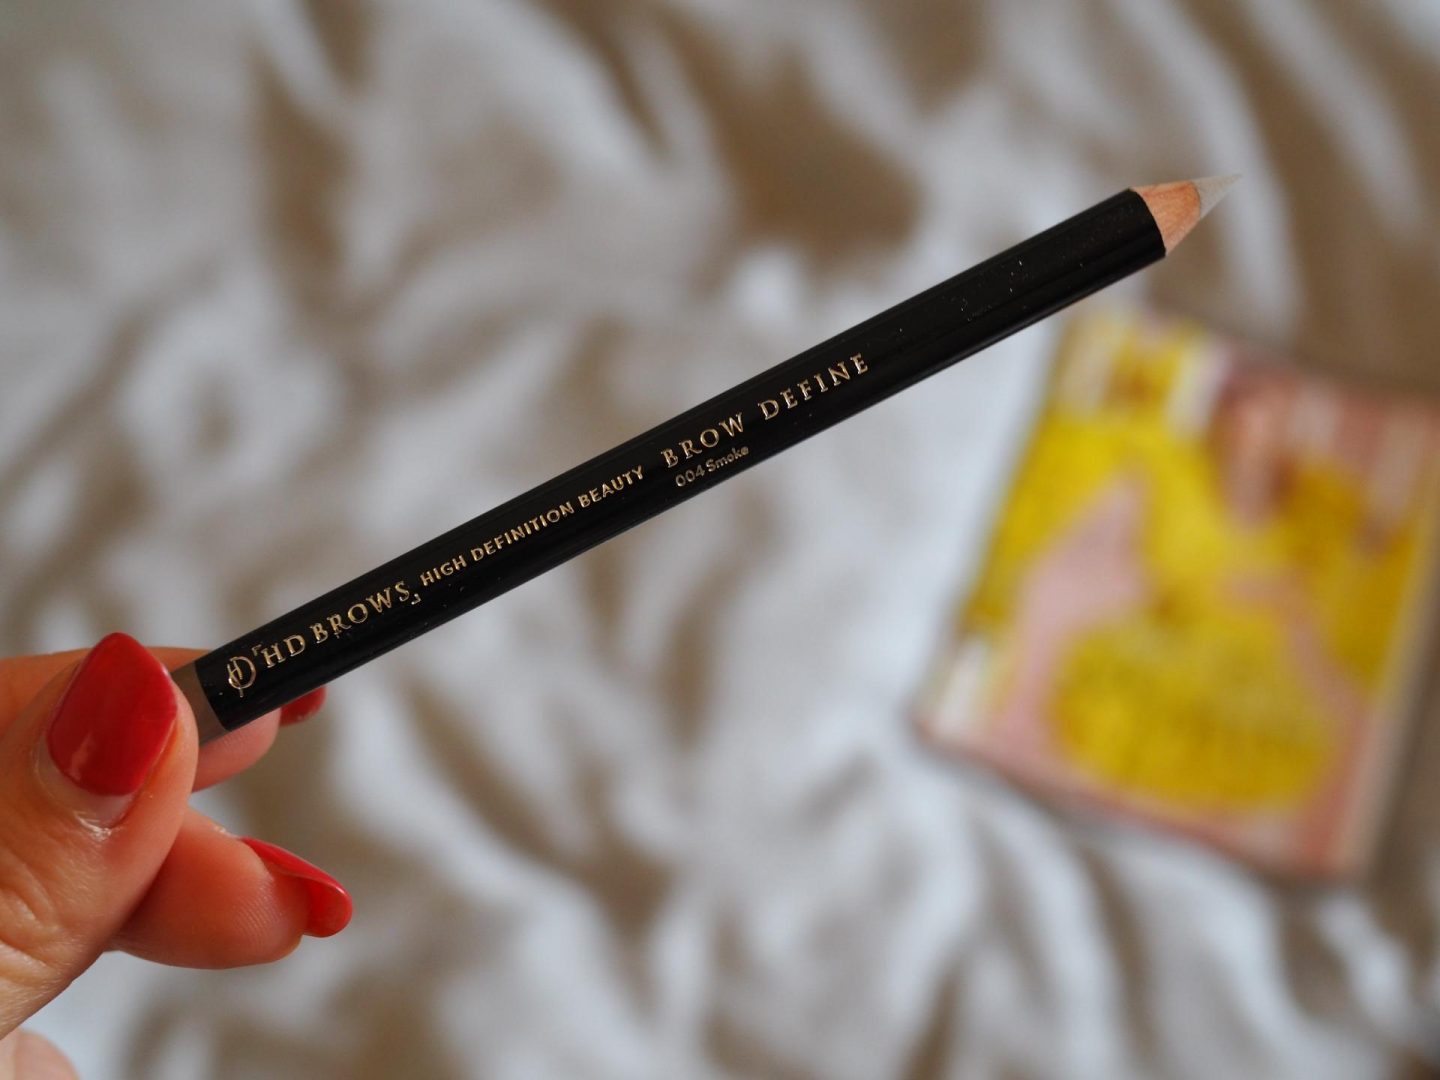 HD BROWS HIGH DEFINITION BEAUTY BROW DEFINE
004 Smoke